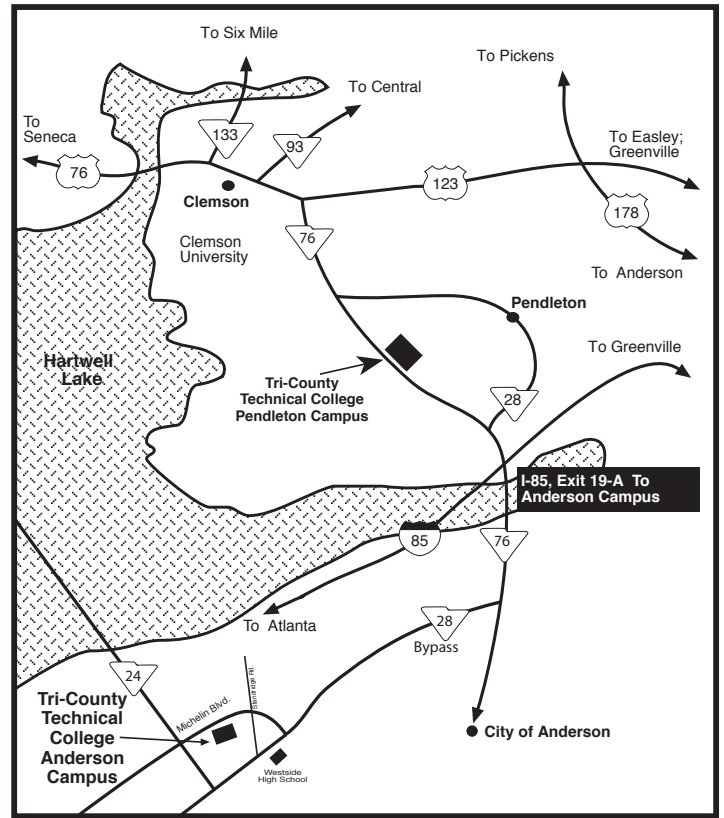 To Six Mile
To Pickens
To Central
To
Seneca
133
93
To Easley;
Greenville
76
123
Clemson
178
Clemson
University
76
To Anderson
Pendleton
Hartwell
Lake
To Greenville
Tri-County
Technical College
Pendleton Campus
28
I-85, Exit 19-A To
Anderson Campus
85
76
To Atlanta
28
Bypass
24
Standridge Rd.
Michelin Blvd.
Tri-County
Technical
College
Anderson
Campus
City of Anderson
Westside
High School